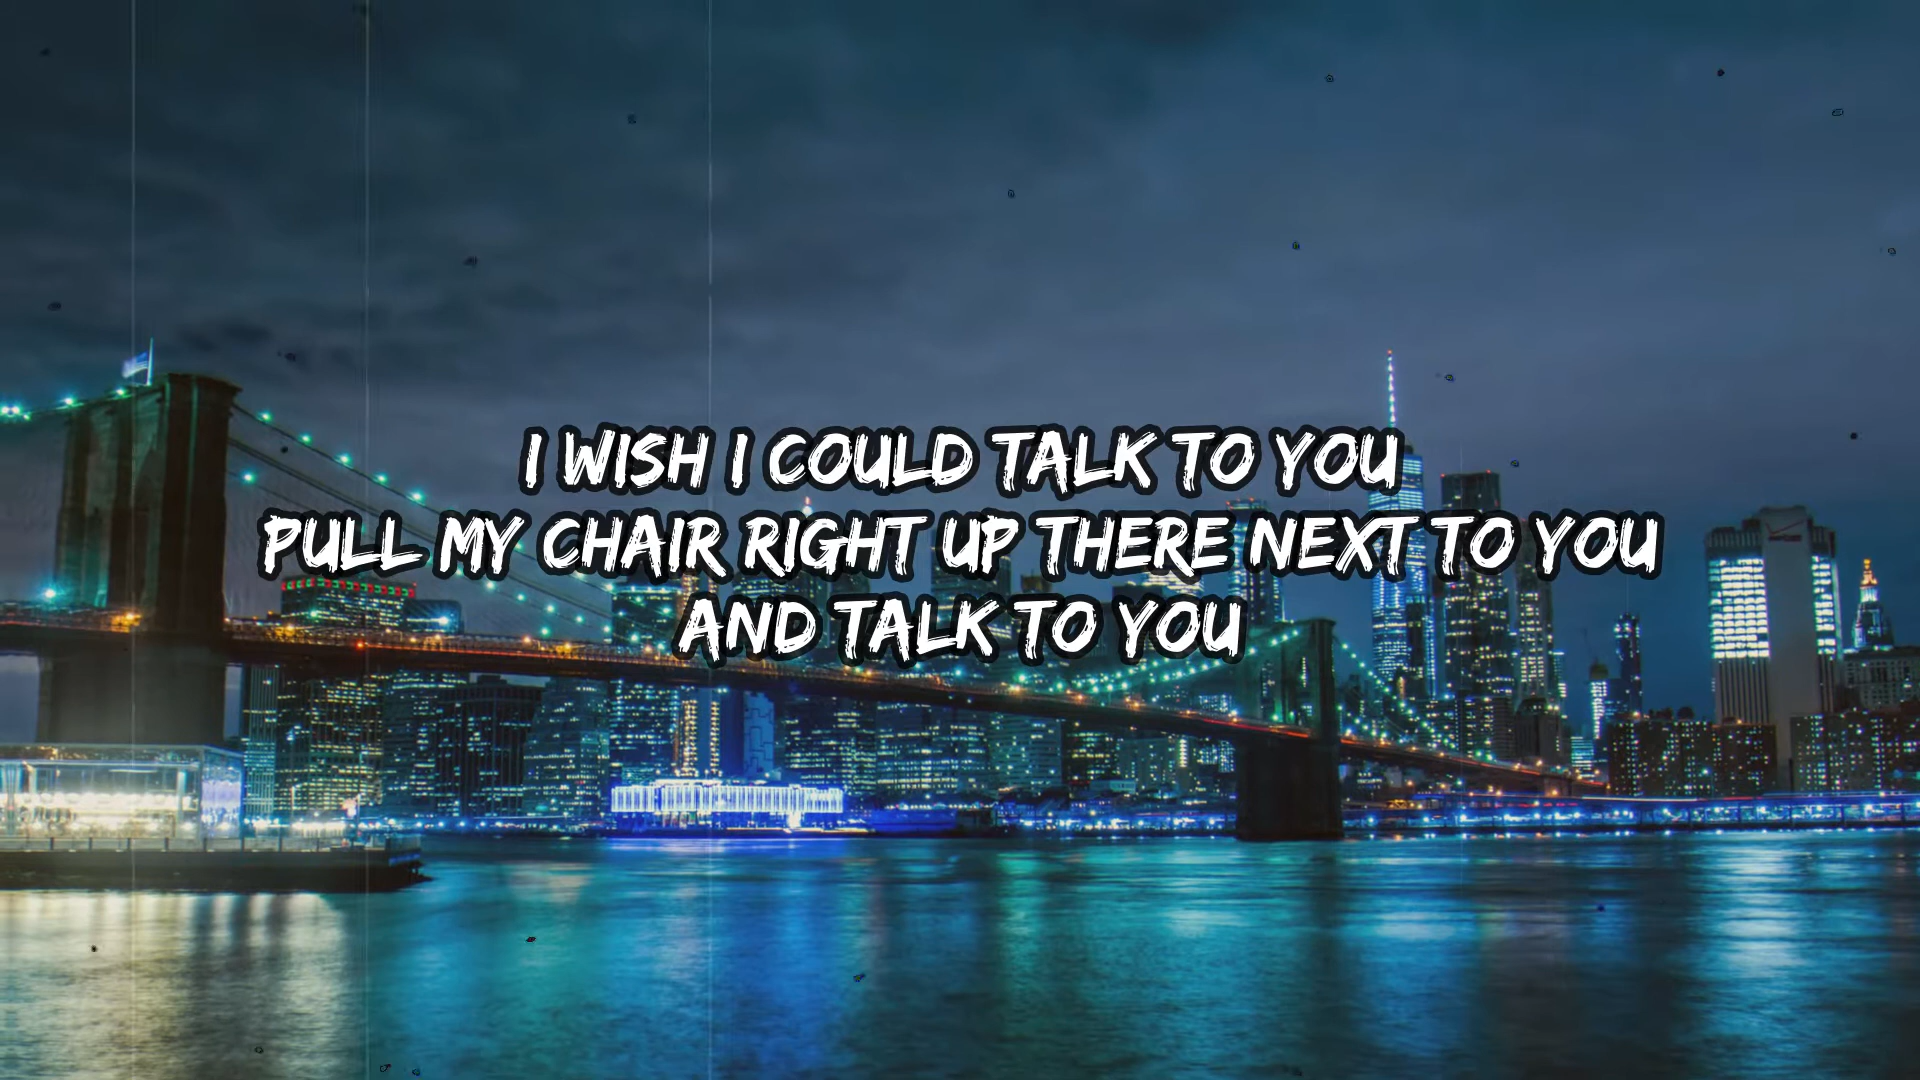 I WISH I COULD TALK TO YOU
PULL MY CHAIR RIGHT UP THERE NEXT TO YOU
AND TALK TO YOU